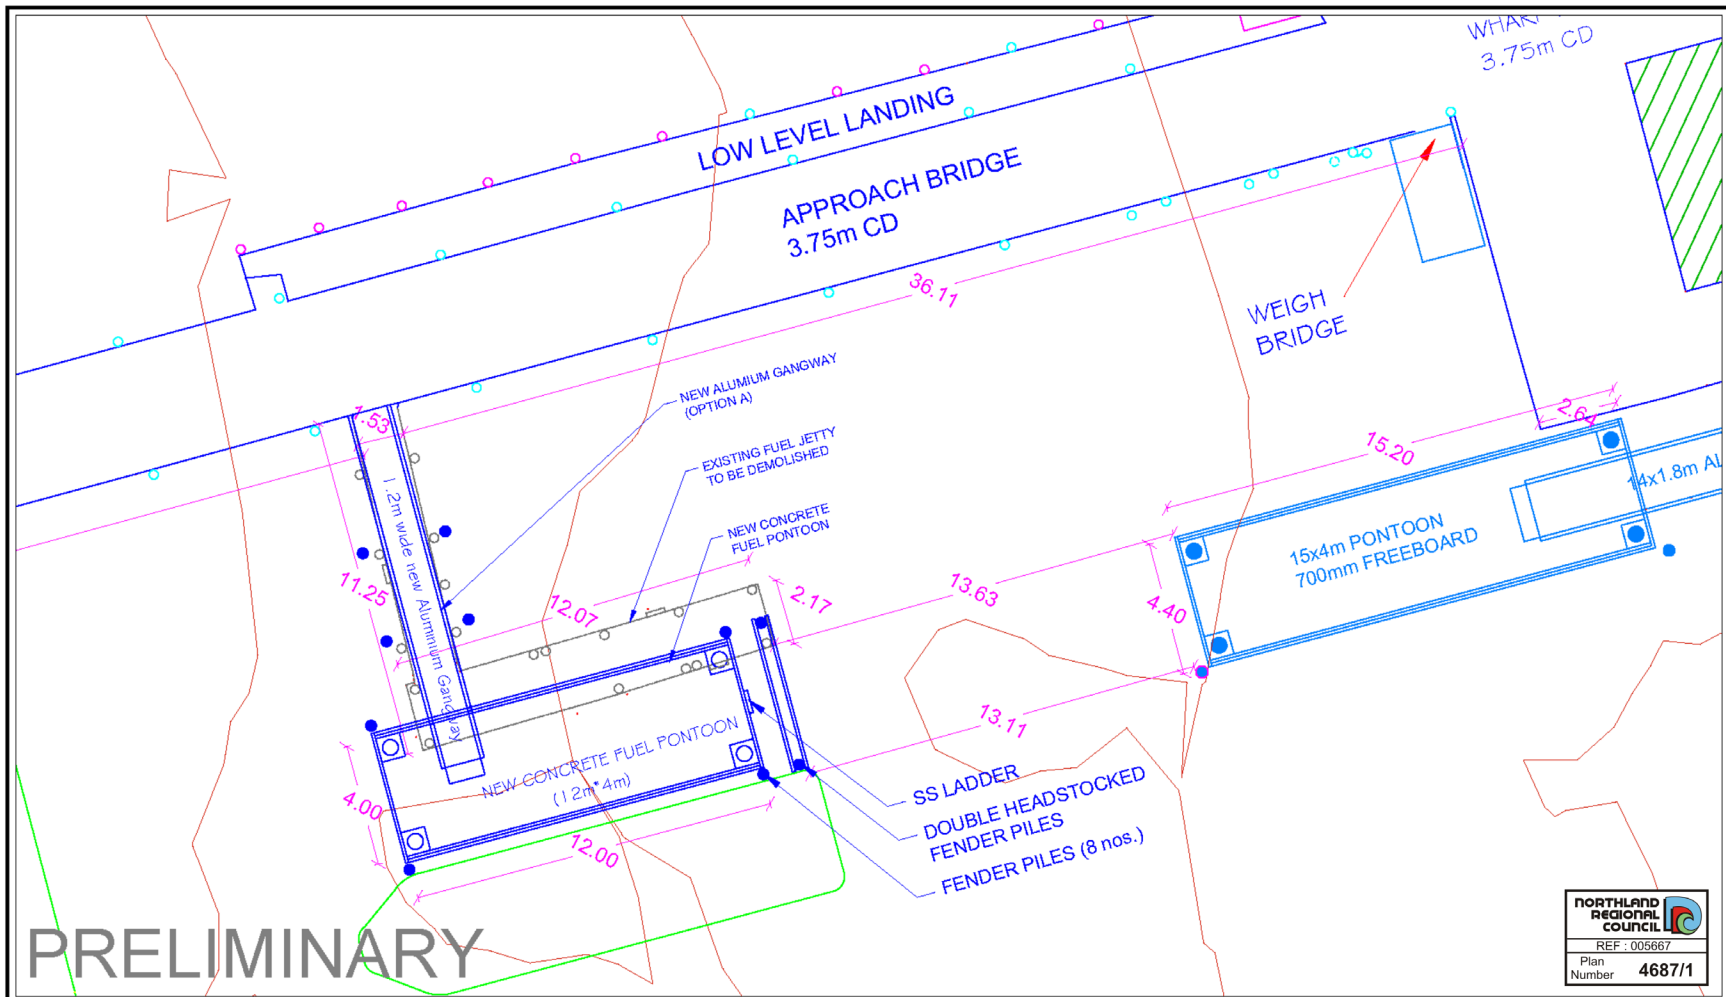 WHARF
3.75m CD
LOW LEVEL LANDING
APPROACH BRIDGE
3.75m CD
36.11
WEIGH
BRIDGE
NEW ALUMIUM GANGWAY
(OPTION A)
1.53
2.64
15.20
EXISTING FUEL JETTY
TO BE DEMOLISHED
1.2m wide new Aluminium Gangway
14x1.8m AL
NEW CONCRETE
FUEL PONTOON
15x4m PONTOON
700mm FREEBOARD
11.25
12.07
2.17
13.63
4.40
13.11
NEW CONCRETE FUEL PONTOON
(12m*4m)
4.00
12.00
SS LADDER
DOUBLE HEADSTOCKED
FENDER PILES
FENDER PILES (8 nos.)
PRELIMINARY
NORTHLAND
REGIONAL
COUNCIL
REF : 005667
Plan
Number 4687/1